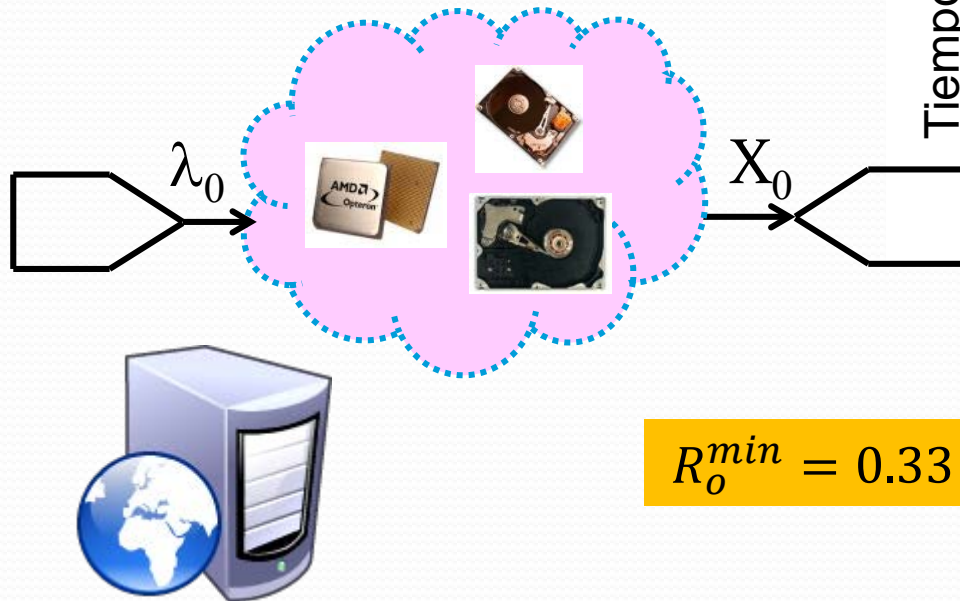 Tiempo
λ₀
X₀
AMD
Opteron
R_o^{min} = 0.33